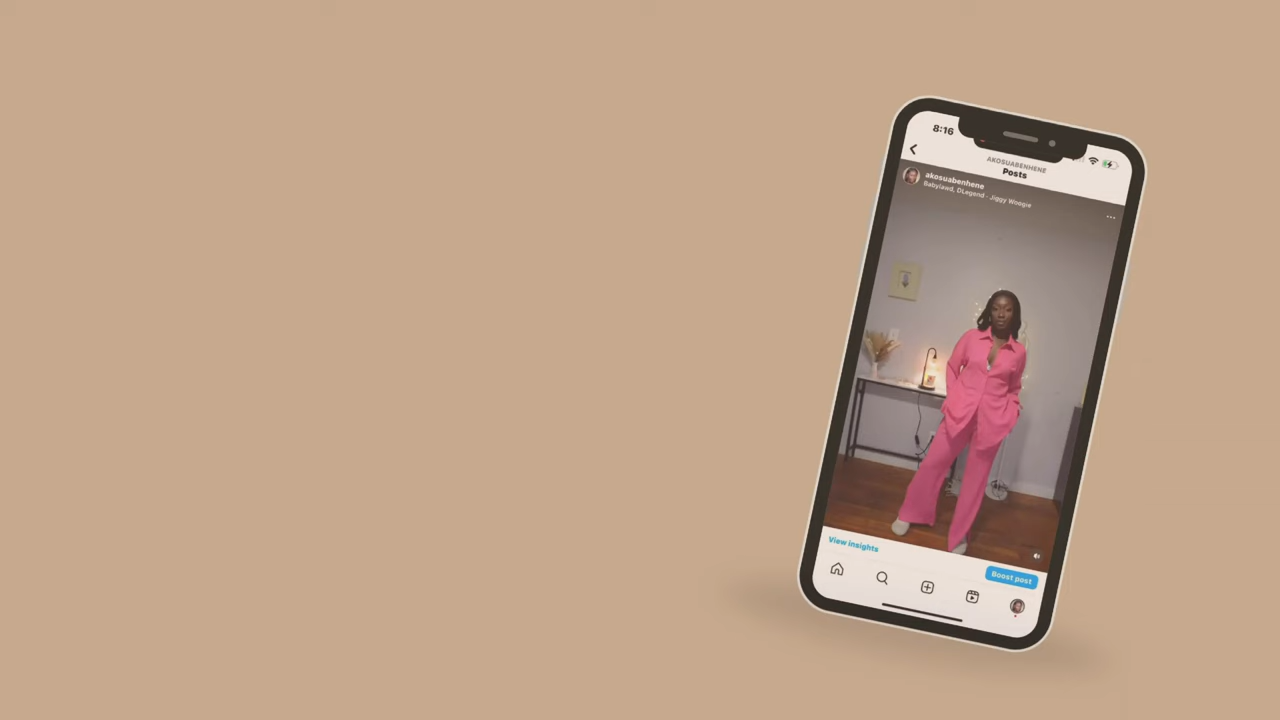 8:16
AKOSUABENHENE
Posts
akosuabenhene
Babylawd, DLegend · Jiggy Woogie
View insights
Boost post